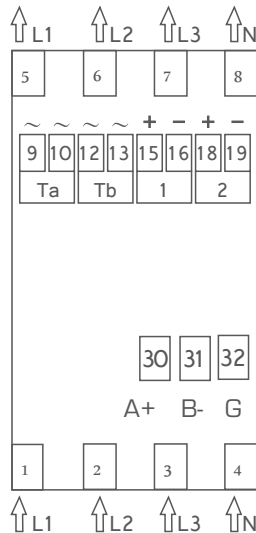 L1 L2 L3 N
5 6 7 8
~ ~ ~ ~ + - + -
9 10 12 13 15 16 18 19
Ta Tb 1 2
30 31 32
A+ B- G
1 2 3 4
L1 L2 L3 N